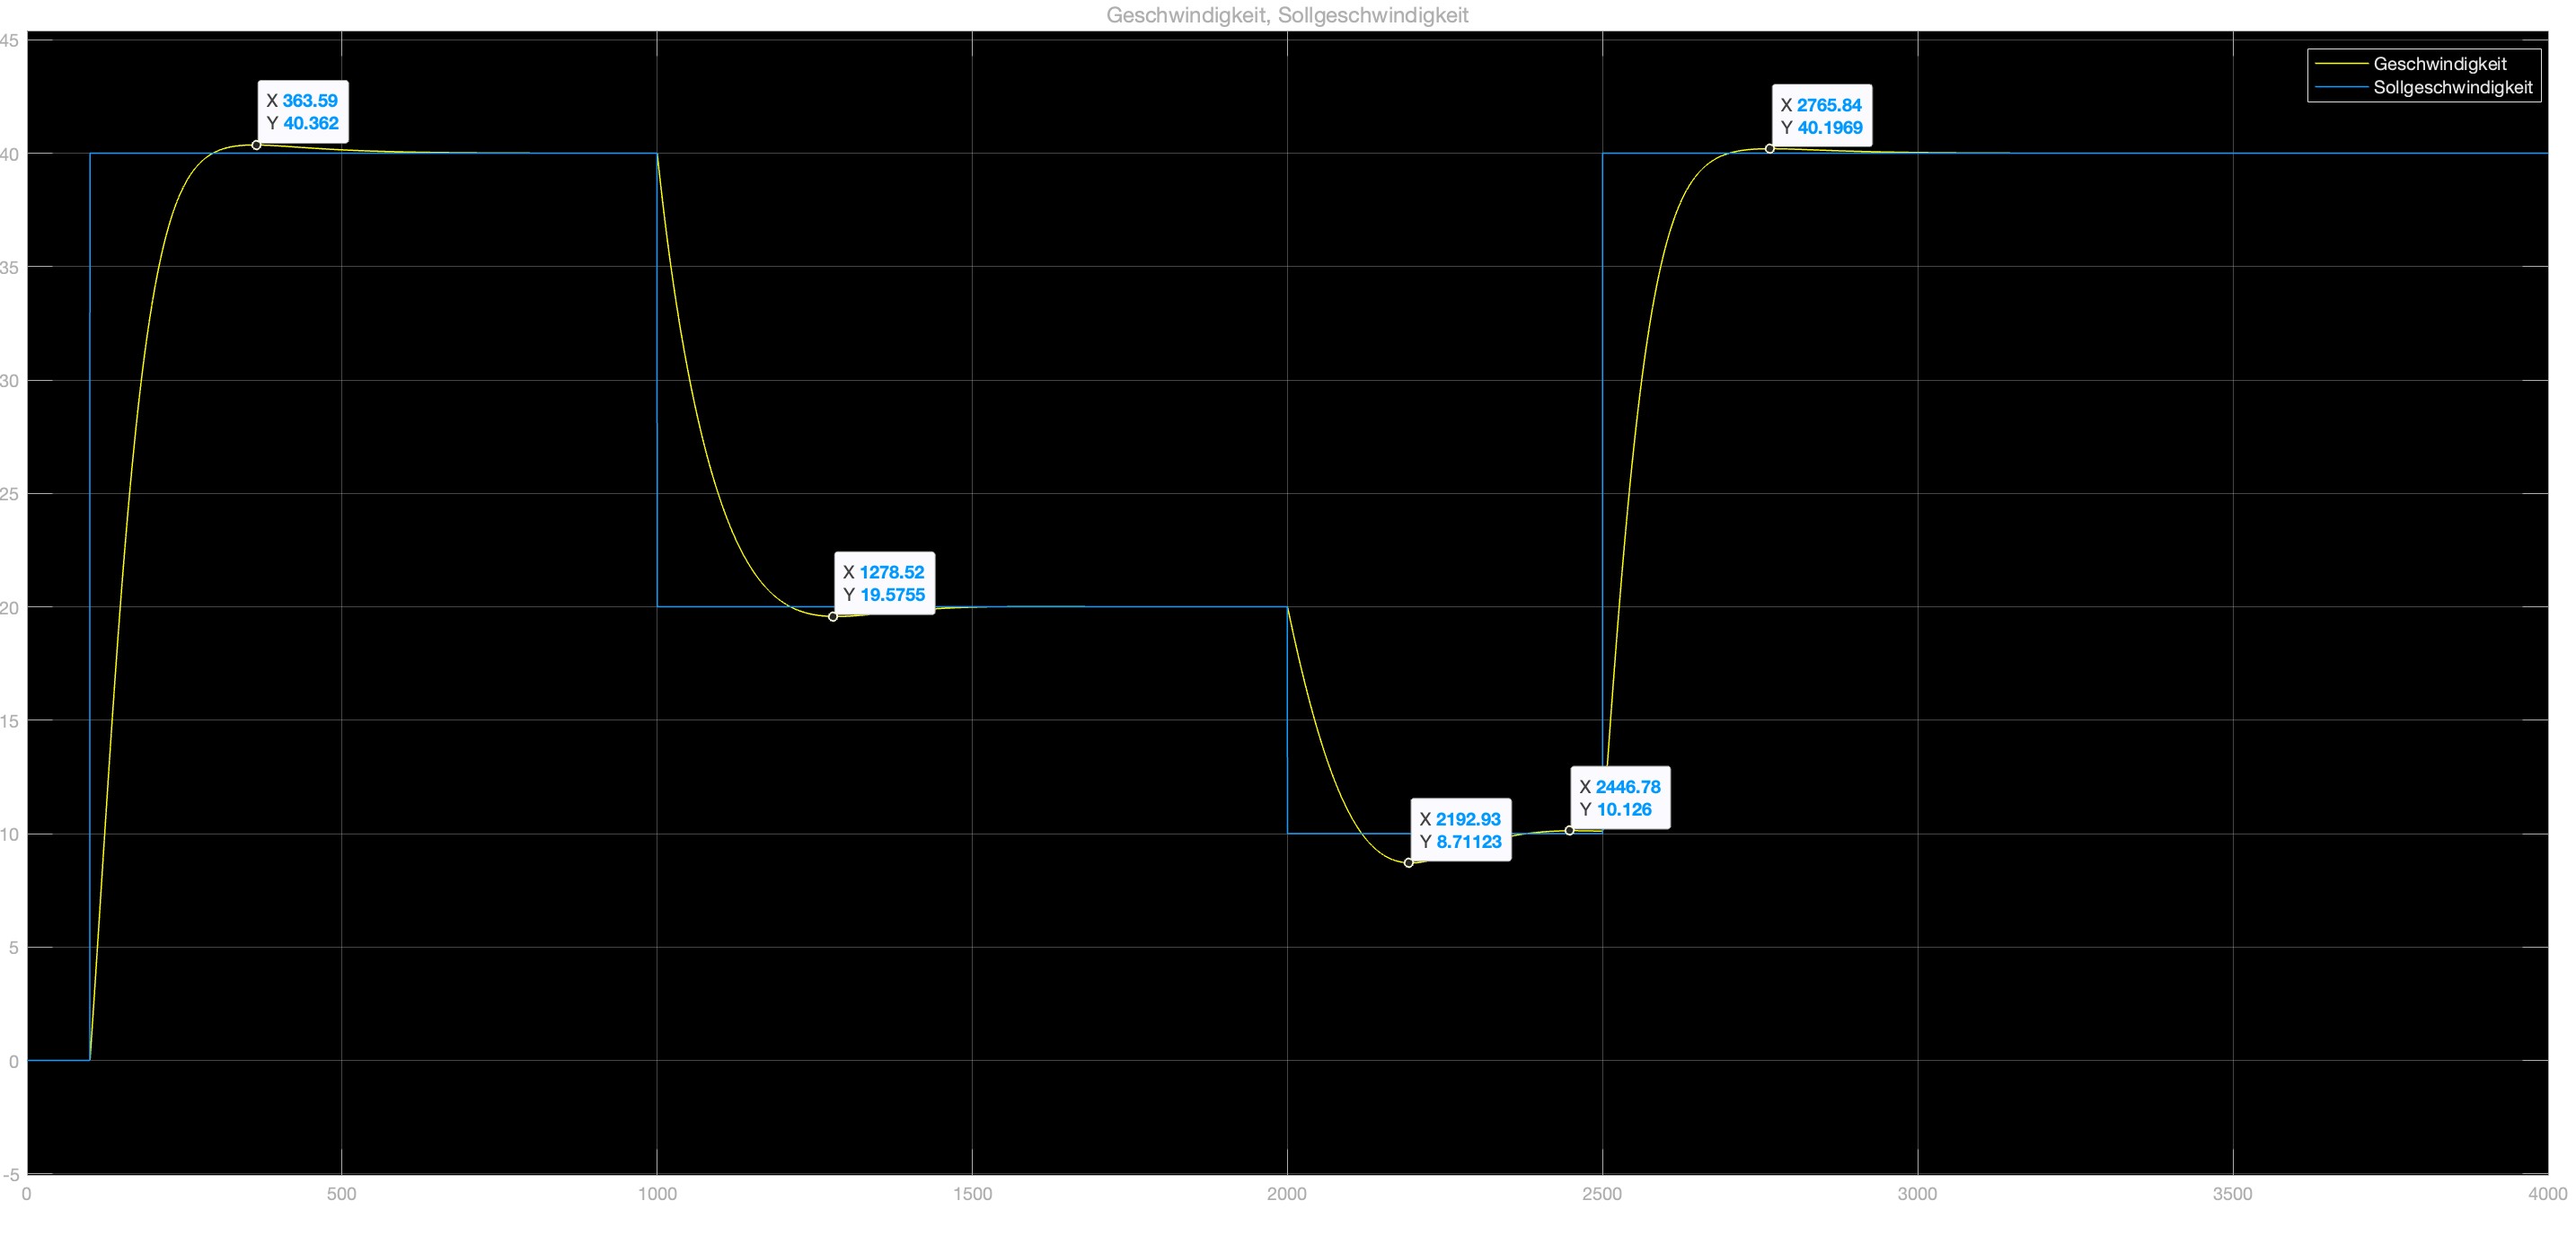 Geschwindigkeit, Sollgeschwindigkeit
45
Geschwindigkeit
Sollgeschwindigkeit
X 363.59
Y 40.362
X 2765.84
Y 40.1969
40
35
30
25
X 1278.52
Y 19.5755
20
15
X 2446.78
Y 10.126
X 2192.93
Y 8.71123
10
5
0
-5
0 500 1000 1500 2000 2500 3000 3500 4000